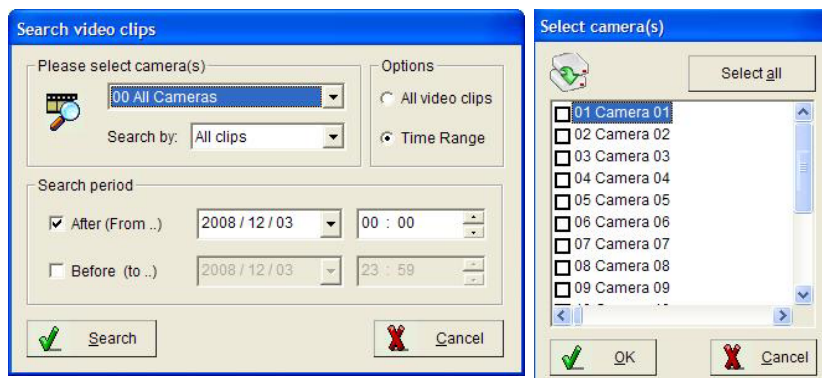 Search video clips
Please select camera(s)
00 All Cameras
Search by: All clips
Options
All video clips
Time Range
Search period
After (From ..) 2008 / 12 / 03 00 : 00
Before (to ..) 2008 / 12 / 03 23 : 59
Search Cancel
Select camera(s)
Select all
01 Camera 01
02 Camera 02
03 Camera 03
04 Camera 04
05 Camera 05
06 Camera 06
07 Camera 07
08 Camera 08
09 Camera 09
OK Cancel